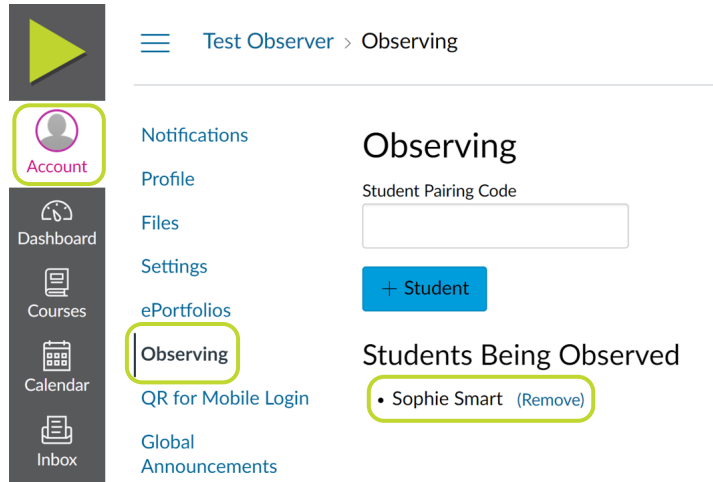 Test Observer > Observing
Account
Dashboard
Courses
Calendar
Inbox
Notifications
Profile
Files
Settings
ePortfolios
Observing
QR for Mobile Login
Global
Announcements
Observing
Student Pairing Code
+ Student
Students Being Observed
• Sophie Smart (Remove)